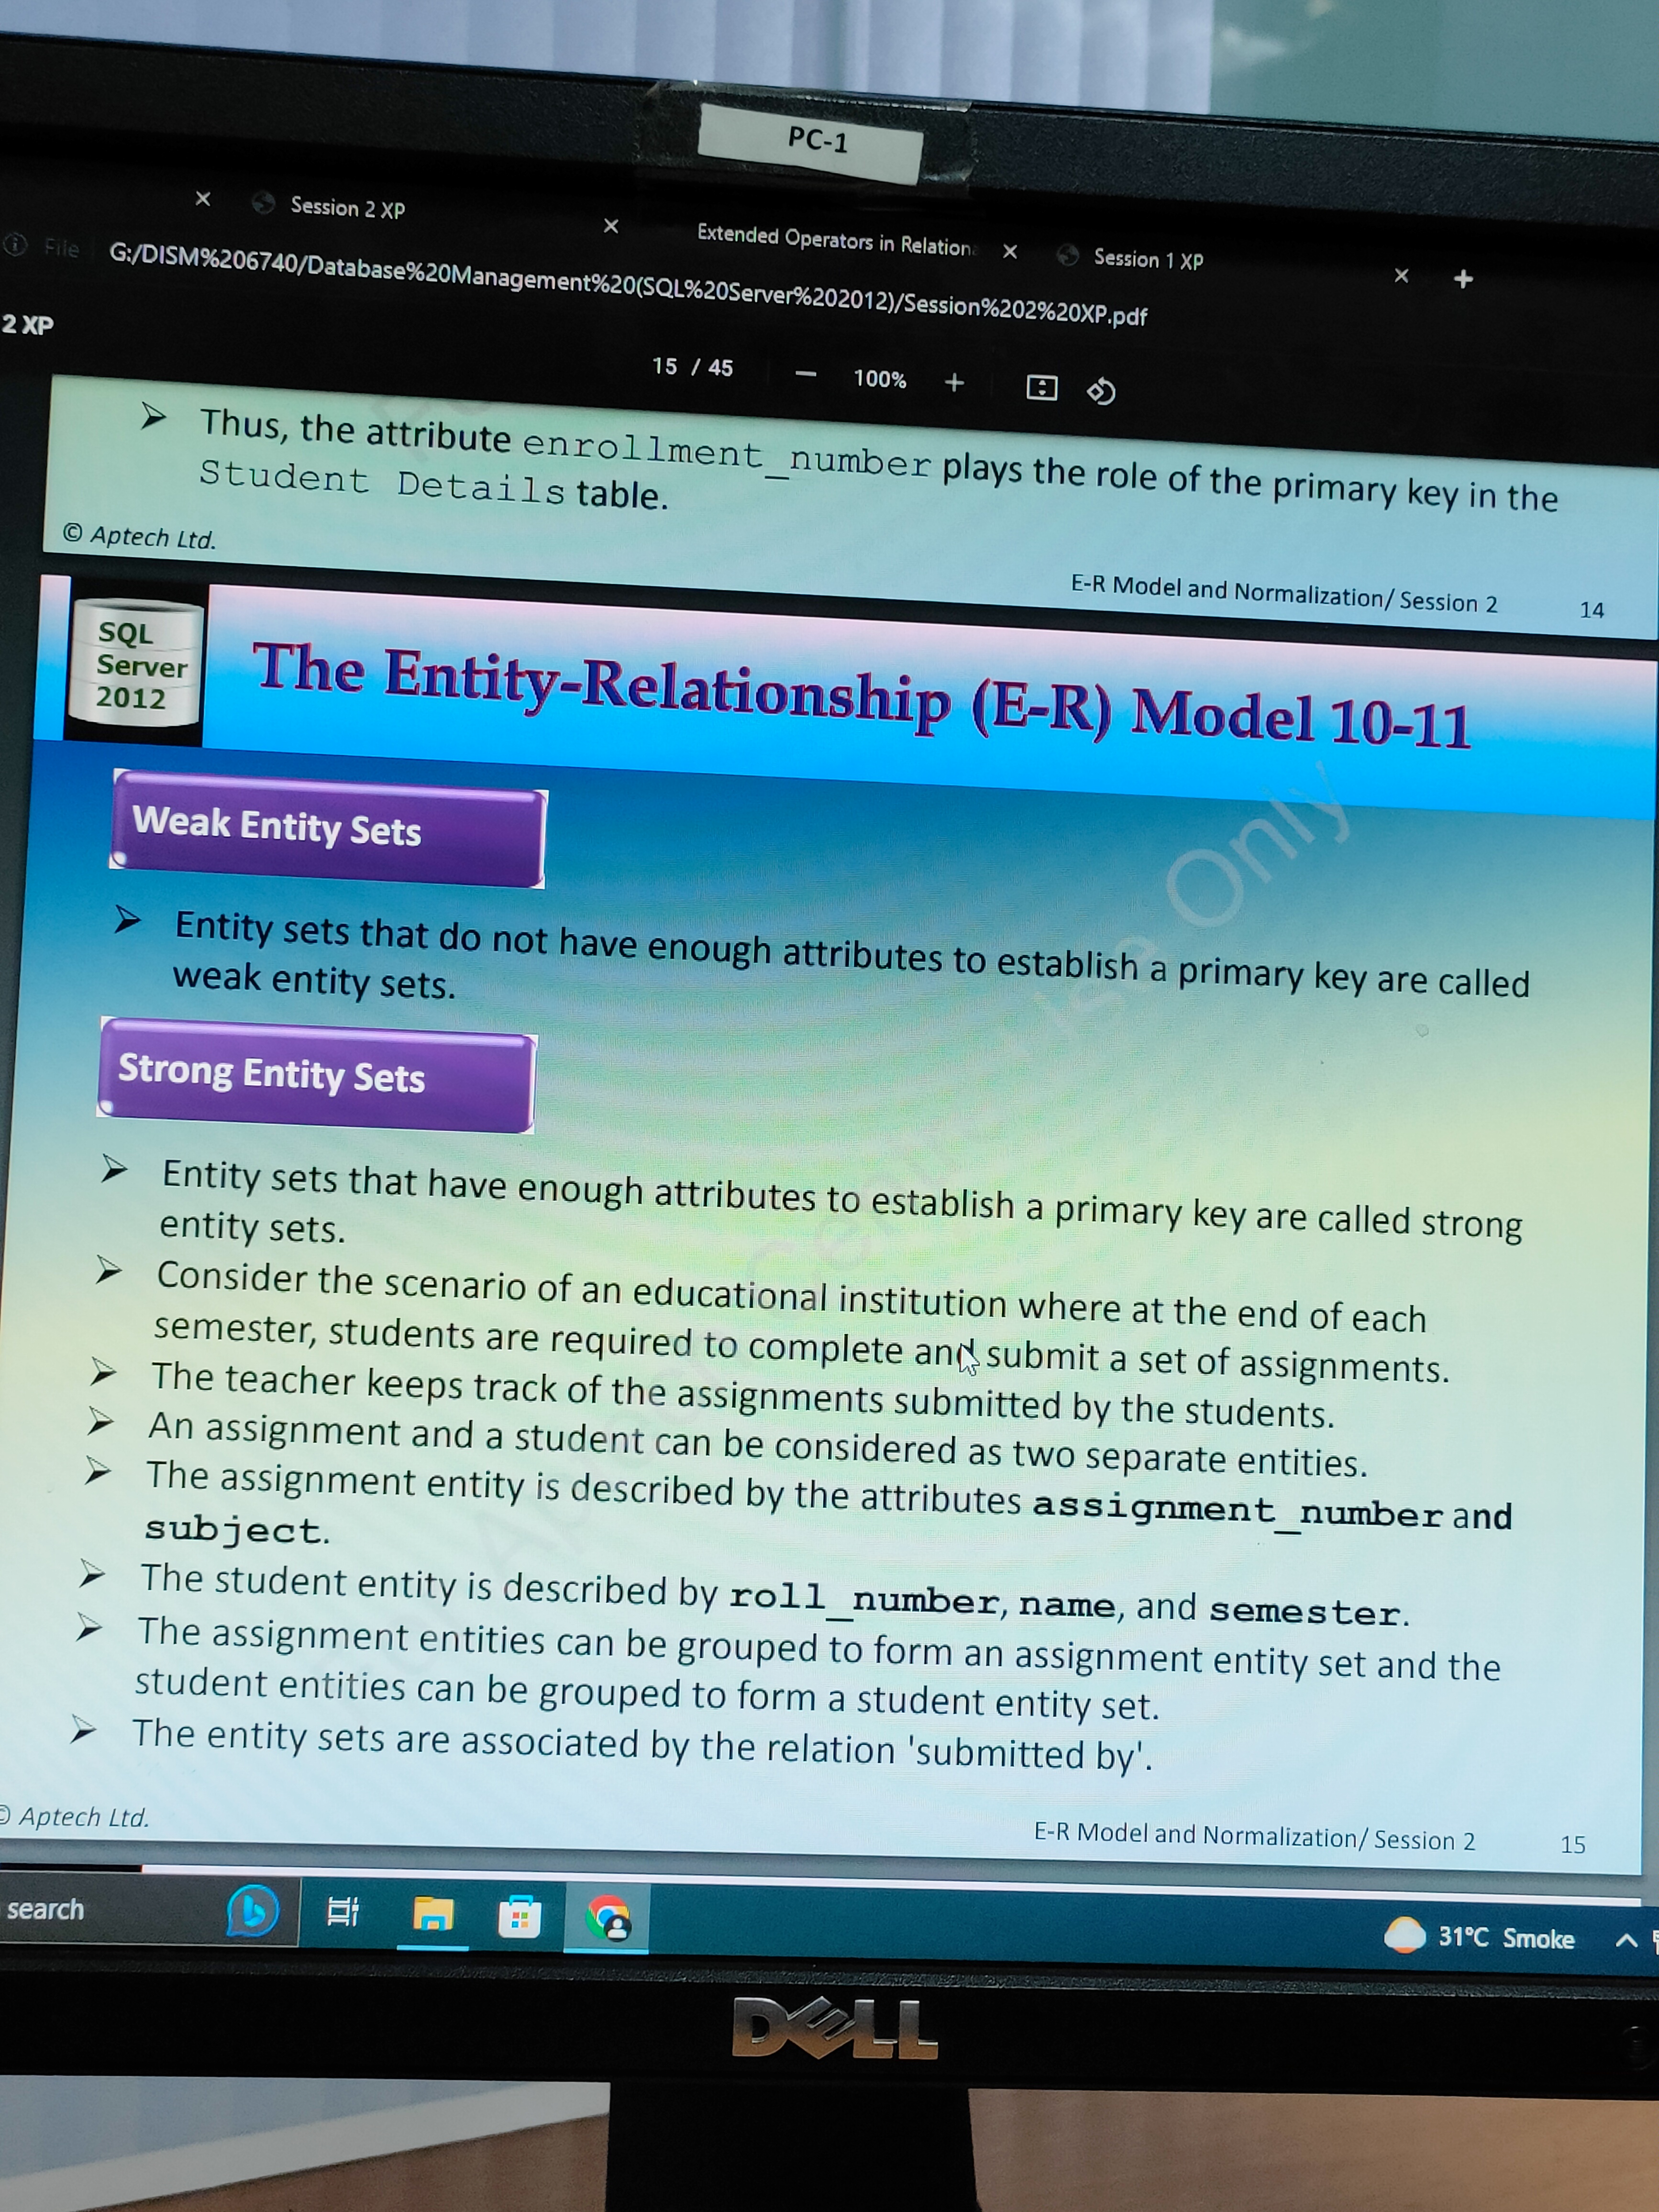 PC-1
Session 2 XP
Extended Operators in Relation
Session 1 XP
File
G:/DISM%206740/Database%20Management%20(SQL%20Server%202012)/Session%202%20XP.pdf
2 XP
15 / 45
100%
➤ Thus, the attribute enrollment_number plays the role of the primary key in the
Student Details table.
© Aptech Ltd.
E-R Model and Normalization/ Session 2 14
SQL
Server
2012
The Entity-Relationship (E-R) Model 10-11
Weak Entity Sets
➤ Entity sets that do not have enough attributes to establish a primary key are called
weak entity sets.
Strong Entity Sets
➤ Entity sets that have enough attributes to establish a primary key are called strong
entity sets.
➤ Consider the scenario of an educational institution where at the end of each
semester, students are required to complete and submit a set of assignments.
➤ The teacher keeps track of the assignments submitted by the students.
➤ An assignment and a student can be considered as two separate entities.
➤ The assignment entity is described by the attributes assignment_number and
subject.
➤ The student entity is described by roll_number, name, and semester.
➤ The assignment entities can be grouped to form an assignment entity set and the
student entities can be grouped to form a student entity set.
➤ The entity sets are associated by the relation 'submitted by'.
For Aptech Centre Use Only
© Aptech Ltd.
E-R Model and Normalization/ Session 2 15
search
31°C Smoke
DELL